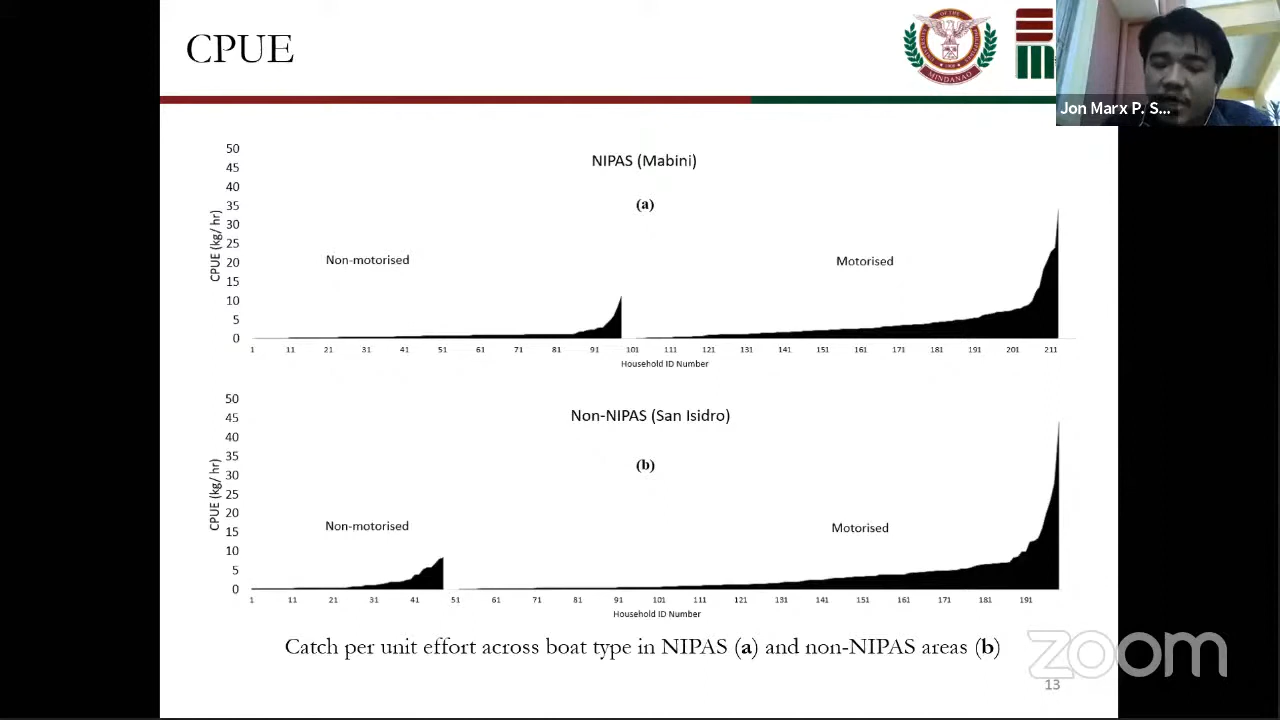 CPUE
OF THE
MINDANAO
Jon Marx P. S...
NIPAS (Mabini)
(a)
Non-motorised
Motorised
CPUE (kg/ hr)
50
45
40
35
30
25
20
15
10
5
0
1 11 21 31 41 51 61 71 81 91 101 111 121 131 141 151 161 171 181 191 201 211
Household ID Number
Non-NIPAS (San Isidro)
(b)
Non-motorised
Motorised
CPUE (kg/ hr)
50
45
40
35
30
25
20
15
10
5
0
1 11 21 31 41 51 61 71 81 91 101 111 121 131 141 151 161 171 181 191
Household ID Number
Catch per unit effort across boat type in NIPAS (a) and non-NIPAS areas (b)
zoom
13